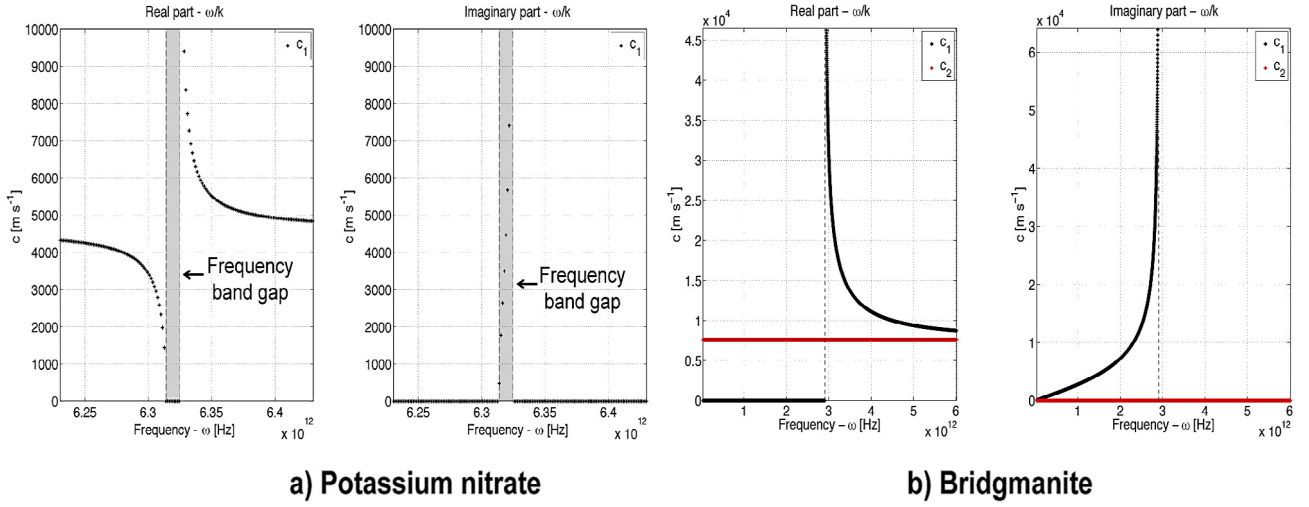 Real part - ω/k
10000
9000
8000
7000
6000
5000
4000
3000
2000
1000
0
c [m s⁻¹]
c₁
Frequency
band gap
6.25 6.3 6.35 6.4
Frequency - ω [Hz]
x 10¹²
Imaginary part - ω/k
10000
9000
8000
7000
6000
5000
4000
3000
2000
1000
0
c [m s⁻¹]
c₁
Frequency
band gap
6.25 6.3 6.35 6.4
Frequency - ω [Hz]
x 10¹²
a) Potassium nitrate
x 10⁴
Real part – ω/k
4.5
4
3.5
3
2.5
2
1.5
1
0.5
0
c [m s⁻¹]
c₁
c₂
1 2 3 4 5 6
Frequency – ω [Hz]
x 10¹²
x 10⁴
Imaginary part – ω/k
6
5
4
3
2
1
0
c [m s⁻¹]
c₁
c₂
1 2 3 4 5 6
Frequency – ω [Hz]
x 10¹²
b) Bridgmanite